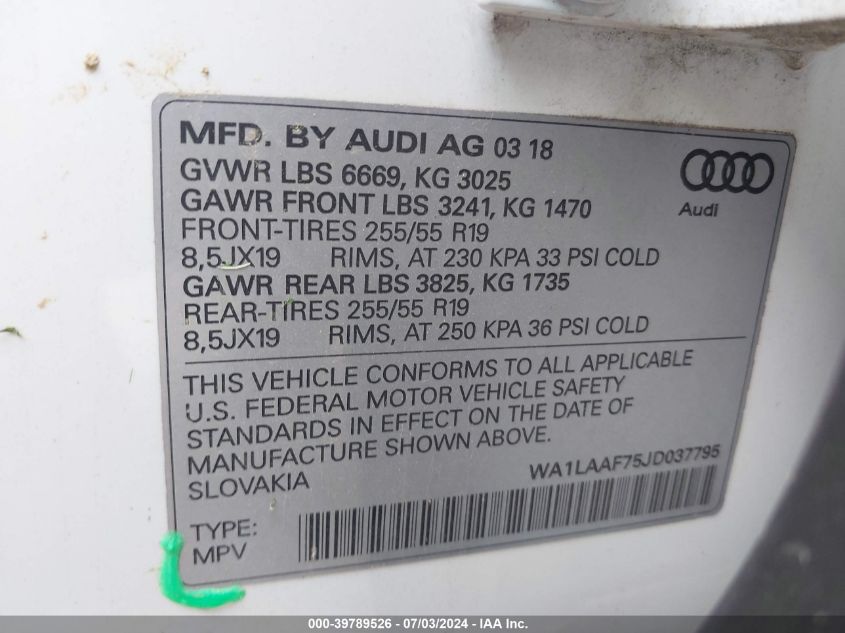 MFD. BY AUDI AG 03 18
GVWR LBS 6669, KG 3025
GAWR FRONT LBS 3241, KG 1470
FRONT-TIRES 255/55 R19
8,5JX19 RIMS, AT 230 KPA 33 PSI COLD
GAWR REAR LBS 3825, KG 1735
REAR-TIRES 255/55 R19
8,5JX19 RIMS, AT 250 KPA 36 PSI COLD
Audi
THIS VEHICLE CONFORMS TO ALL APPLICABLE
U.S. FEDERAL MOTOR VEHICLE SAFETY
STANDARDS IN EFFECT ON THE DATE OF
MANUFACTURE SHOWN ABOVE.
SLOVAKIA
WA1LAAF75JD037795
TYPE:
MPV
000-39789526 - 07/03/2024 - IAA Inc.